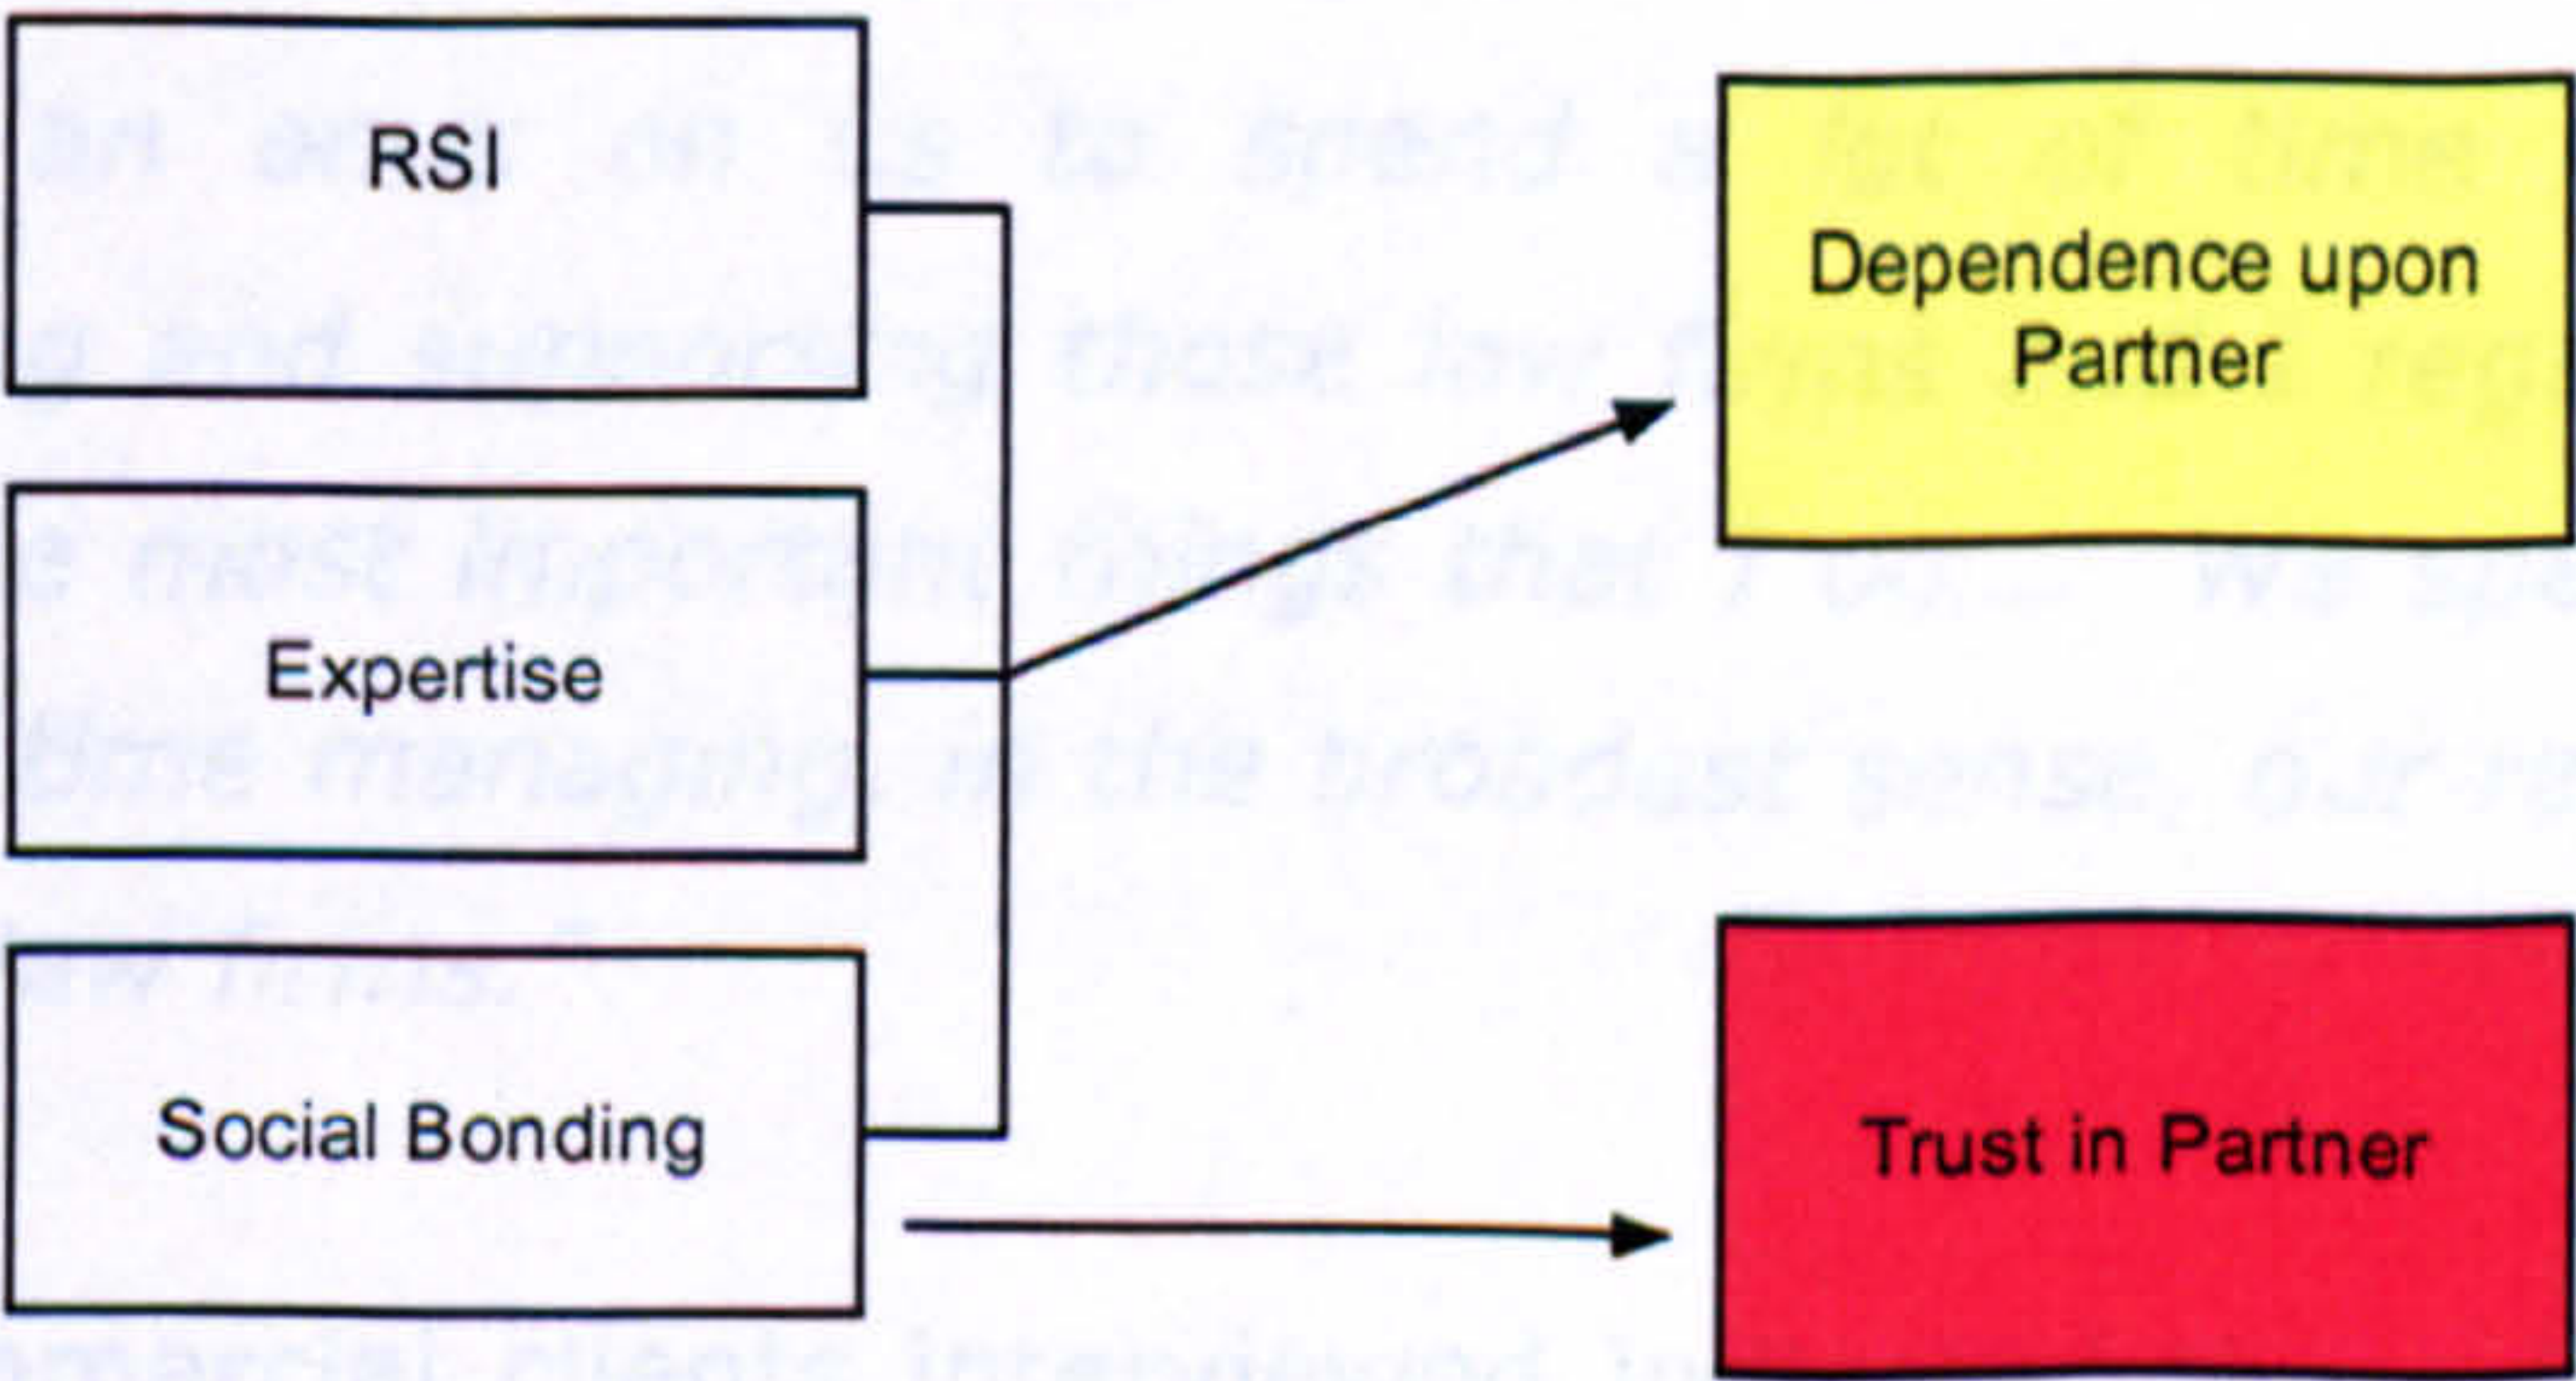 RSI
Dependence upon
Partner
Expertise
Social Bonding
Trust in Partner